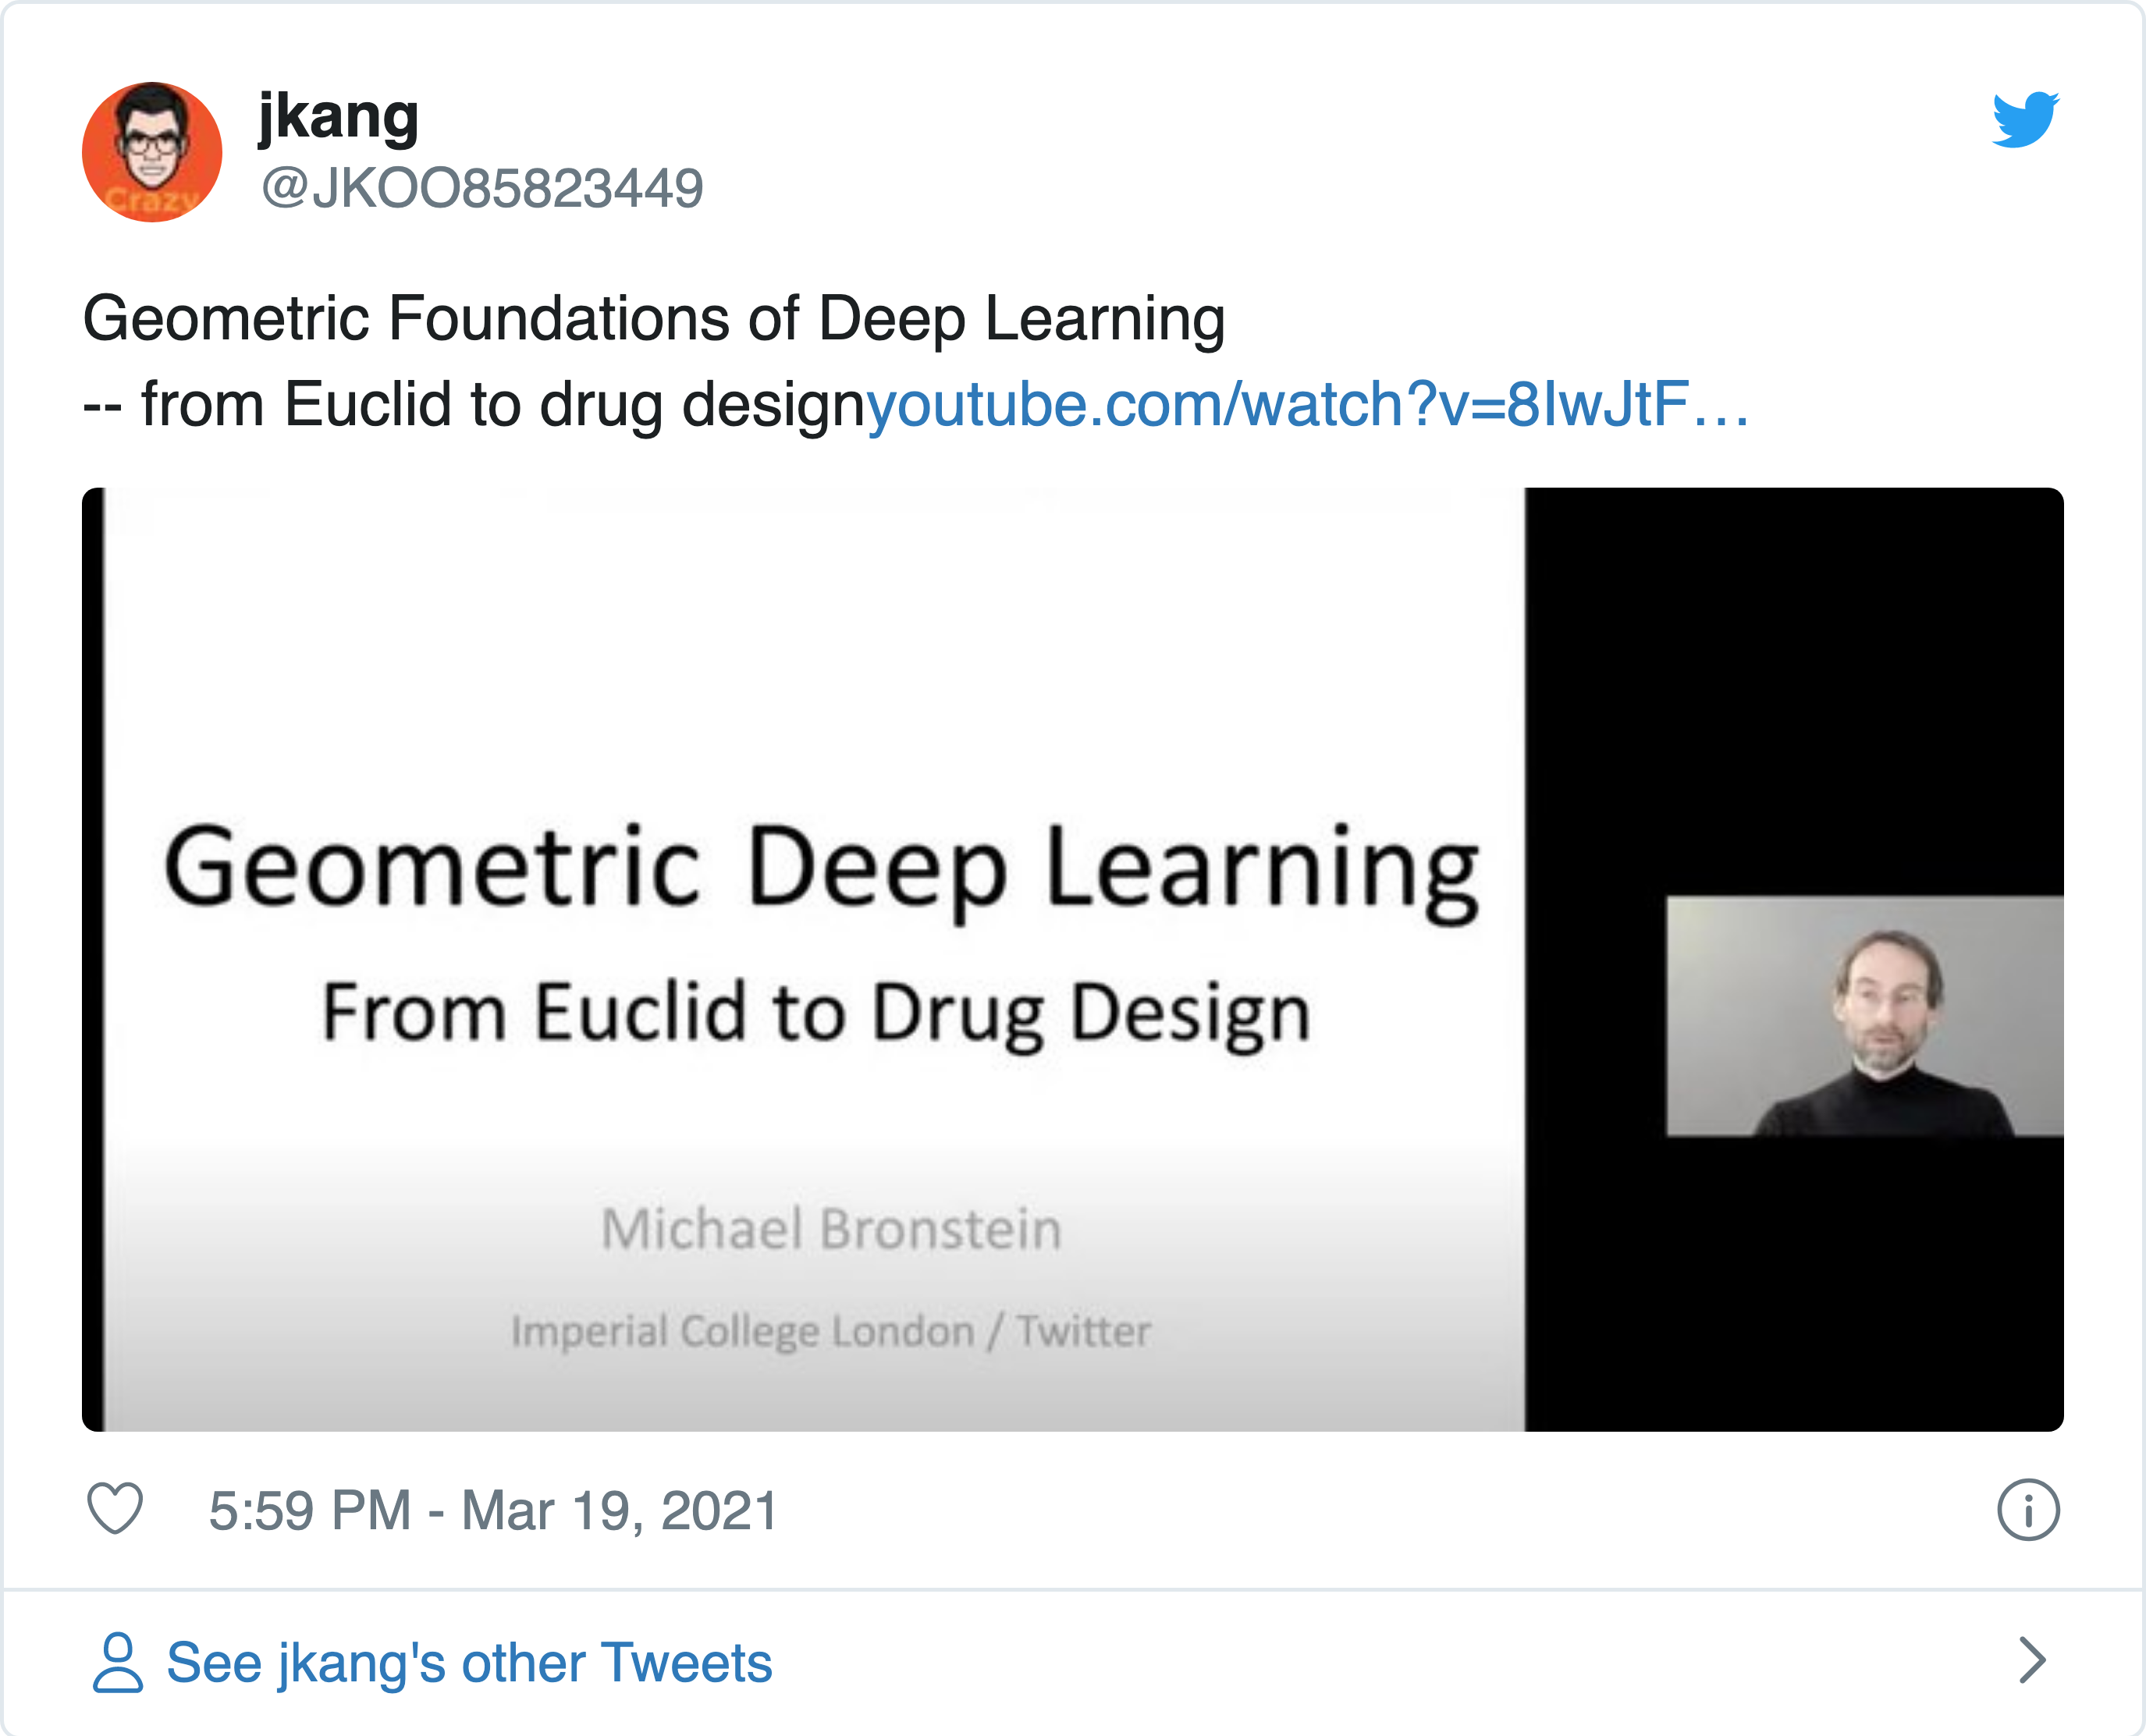 Crazy
jkang
@JKOO85823449
Geometric Foundations of Deep Learning
-- from Euclid to drug designyoutube.com/watch?v=8IwJtF…
Geometric Deep Learning
From Euclid to Drug Design
Michael Bronstein
Imperial College London / Twitter
5:59 PM - Mar 19, 2021
See jkang's other Tweets